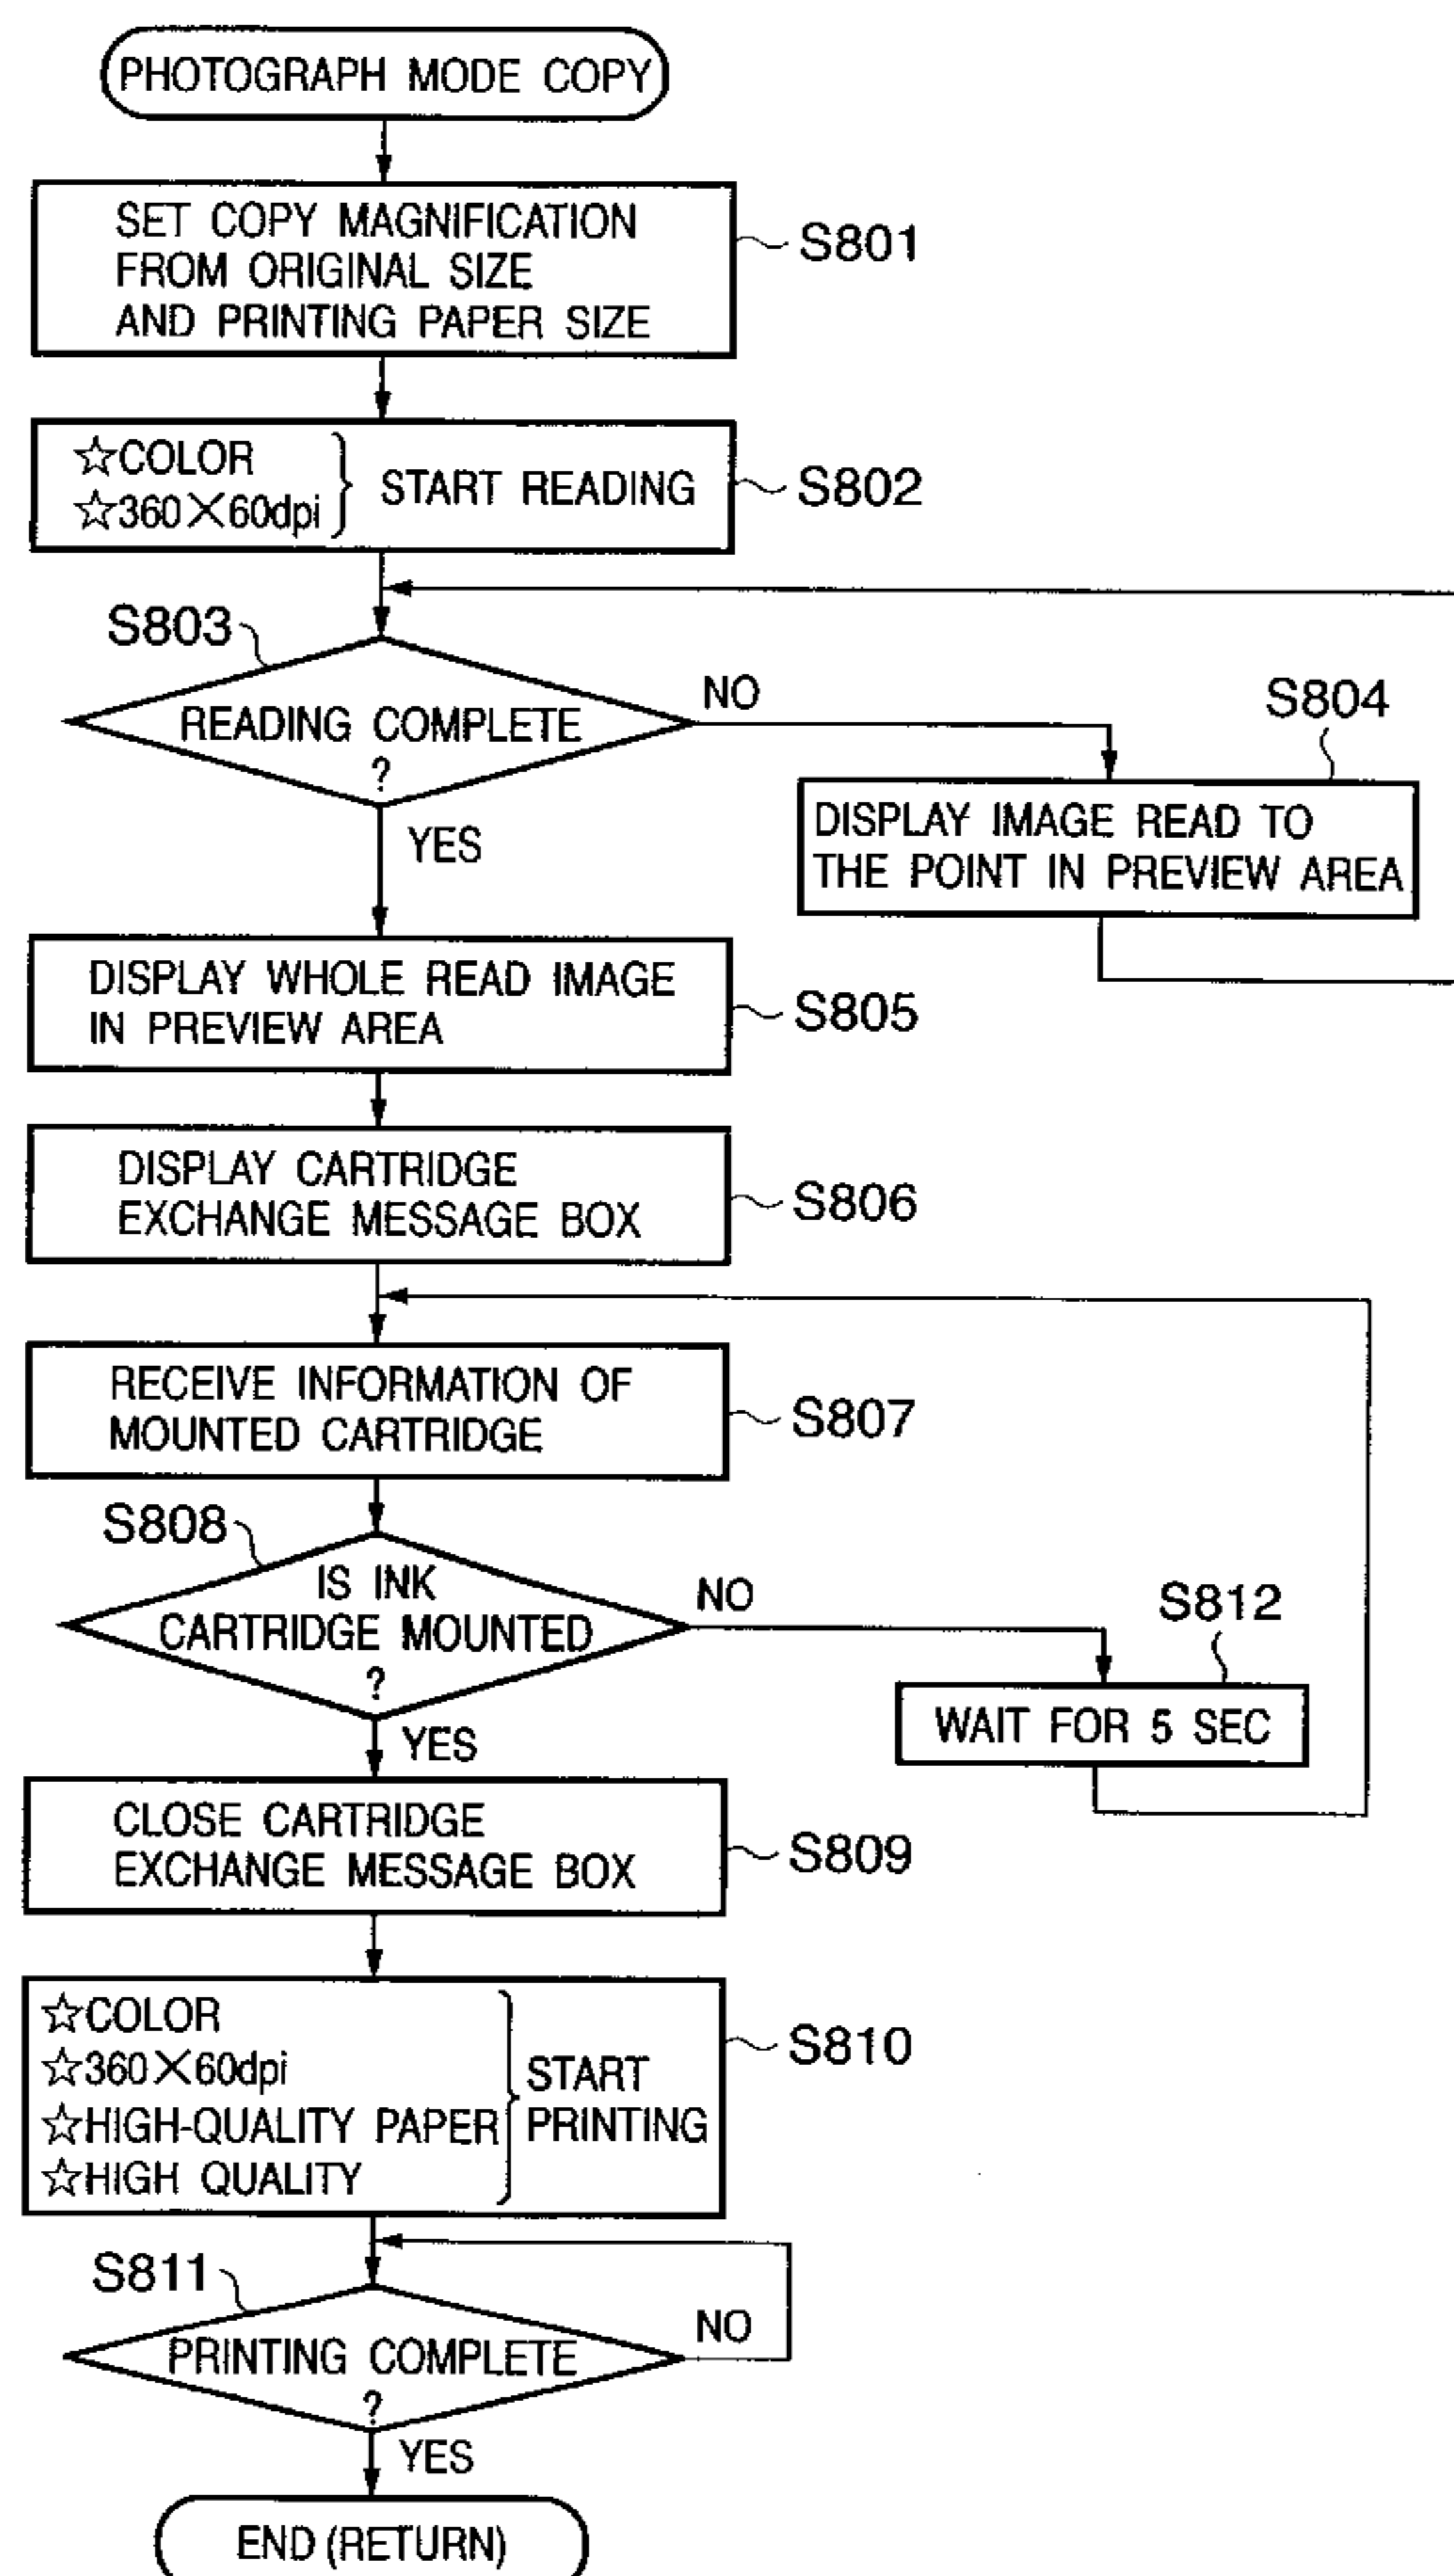 PHOTOGRAPH MODE COPY
SET COPY MAGNIFICATION
FROM ORIGINAL SIZE
AND PRINTING PAPER SIZE
S801
☆COLOR
☆360×60dpi
START READING
S802
S803
READING COMPLETE
?
NO
YES
S804
DISPLAY IMAGE READ TO
THE POINT IN PREVIEW AREA
DISPLAY WHOLE READ IMAGE
IN PREVIEW AREA
S805
DISPLAY CARTRIDGE
EXCHANGE MESSAGE BOX
S806
RECEIVE INFORMATION OF
MOUNTED CARTRIDGE
S807
S808
IS INK
CARTRIDGE MOUNTED
?
NO
YES
S812
WAIT FOR 5 SEC
CLOSE CARTRIDGE
EXCHANGE MESSAGE BOX
S809
☆COLOR
☆360×60dpi
☆HIGH-QUALITY PAPER
☆HIGH QUALITY
START
PRINTING
S810
S811
PRINTING COMPLETE
?
NO
YES
END (RETURN)